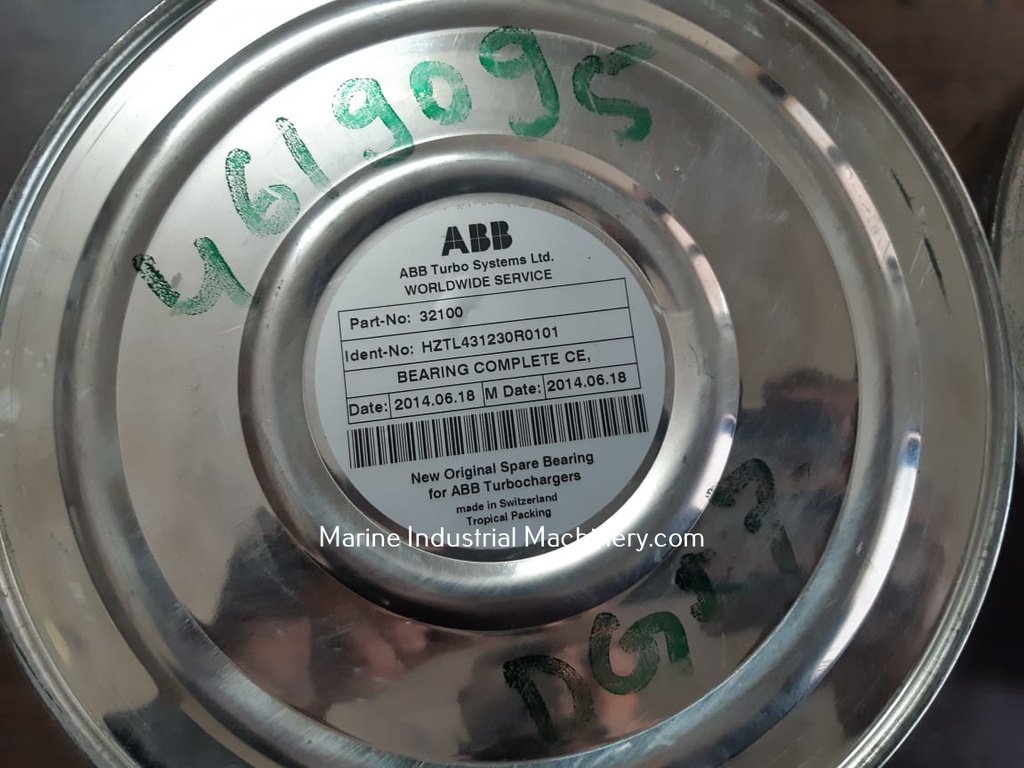 4619095
ABB
ABB Turbo Systems Ltd.
WORLDWIDE SERVICE
Part-No: 32100
Ident-No: HZTL431230R0101
BEARING COMPLETE CE,
Date: 2014.06.18 M Date: 2014.06.18
New Original Spare Bearing
for ABB Turbochargers
made in Switzerland
Tropical Packing
Marine Industrial Machinery.com